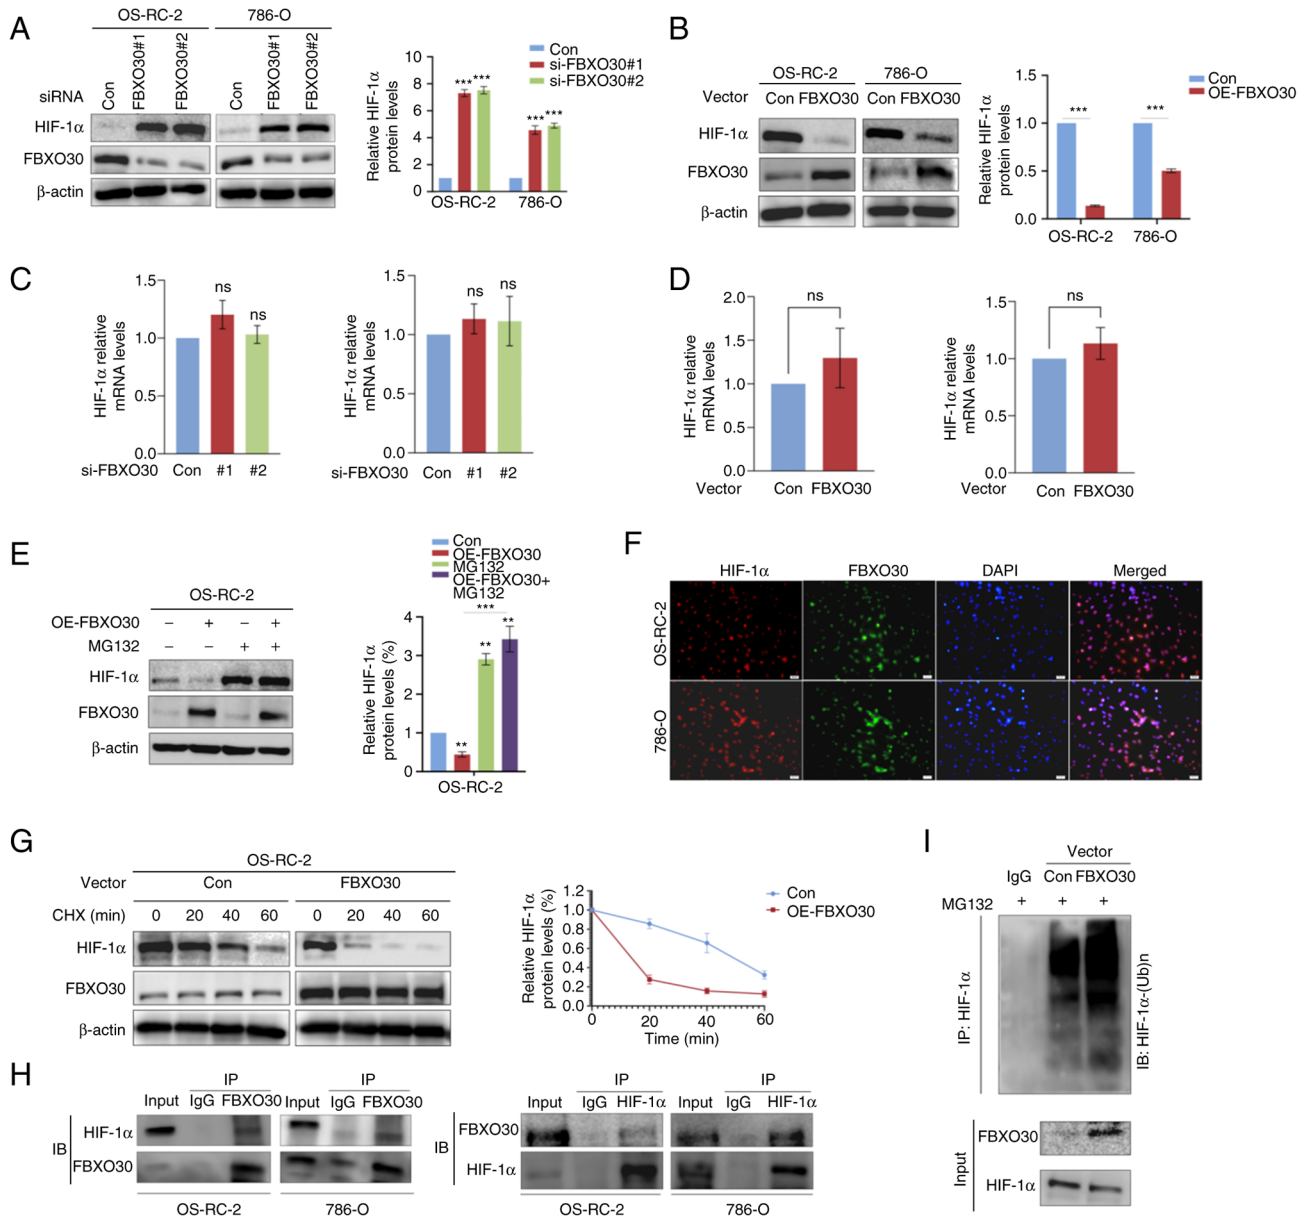 A
OS-RC-2
786-O
siRNA
Con
FBXO30#1
FBXO30#2
Con
FBXO30#1
FBXO30#2
HIF-1α
FBXO30
β-actin
Con
si-FBXO30#1
si-FBXO30#2
Relative HIF-1α
protein levels
10
8
6
4
2
0
*** ***
*** ***
OS-RC-2
786-O
B
OS-RC-2
786-O
Vector
Con FBXO30
Con FBXO30
HIF-1α
FBXO30
β-actin
Con
OE-FBXO30
Relative HIF-1α
protein levels
1.5
1.0
0.5
0.0
***
***
OS-RC-2
786-O
C
HIF-1α relative
mRNA levels
1.5
1.0
0.5
0.0
ns
ns
si-FBXO30
Con
#1
#2
HIF-1α relative
mRNA levels
1.5
1.0
0.5
0.0
ns
ns
si-FBXO30
Con
#1
#2
D
HIF-1α relative
mRNA levels
2.0
1.5
1.0
0.5
0.0
ns
Vector
Con FBXO30
HIF-1α relative
mRNA levels
1.5
1.0
0.5
0.0
ns
Vector
Con FBXO30
E
OS-RC-2
OE-FBXO30 – + – +
MG132 – – + +
HIF-1α
FBXO30
β-actin
Con
OE-FBXO30
MG132
OE-FBXO30+
MG132
Relative HIF-1α
protein levels (%)
4
3
2
1
0
***
**
**
**
OS-RC-2
F
HIF-1α
FBXO30
DAPI
Merged
OS-RC-2
786-O
G
OS-RC-2
Vector
Con
FBXO30
CHX (min) 0 20 40 60 0 20 40 60
HIF-1α
FBXO30
β-actin
Relative HIF-1α
protein levels (%)
1.2
1.0
0.8
0.6
0.4
0.2
0.0
0
20
40
60
Time (min)
Con
OE-FBXO30
H
IP
IP
Input IgG FBXO30
Input IgG FBXO30
IB
HIF-1α
FBXO30
OS-RC-2
786-O
IP
IP
Input IgG HIF-1α
Input IgG HIF-1α
IB
FBXO30
HIF-1α
OS-RC-2
786-O
I
Vector
IgG
Con FBXO30
MG132 + + +
IP: HIF-1α
IB: HIF-1α-(Ub)n
Input
FBXO30
HIF-1α